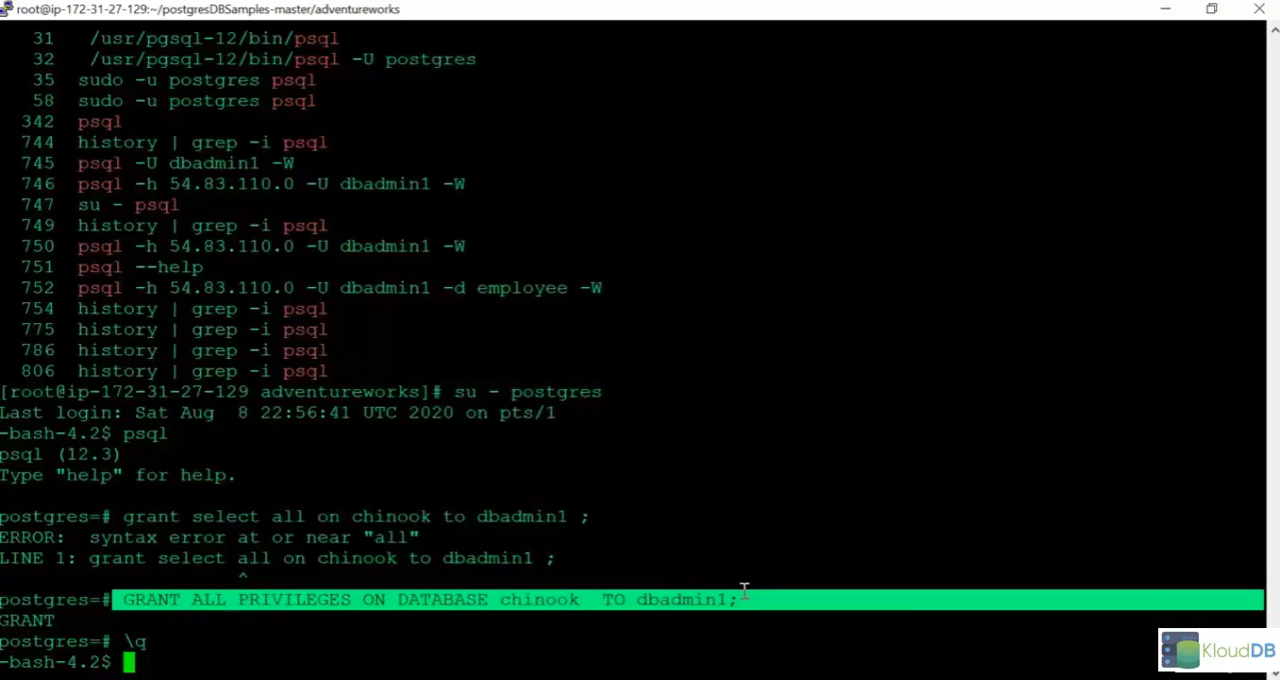 root@ip-172-31-27-129:~/postgresDBSamples-master/adventureworks
31 /usr/pgsql-12/bin/psql
32 /usr/pgsql-12/bin/psql -U postgres
35 sudo -u postgres psql
58 sudo -u postgres psql
342 psql
744 history | grep -i psql
745 psql -U dbadmin1 -W
746 psql -h 54.83.110.0 -U dbadmin1 -W
747 su - psql
749 history | grep -i psql
750 psql -h 54.83.110.0 -U dbadmin1 -W
751 psql --help
752 psql -h 54.83.110.0 -U dbadmin1 -d employee -W
754 history | grep -i psql
775 history | grep -i psql
786 history | grep -i psql
806 history | grep -i psql
[root@ip-172-31-27-129 adventureworks]# su - postgres
Last login: Sat Aug 8 22:56:41 UTC 2020 on pts/1
-bash-4.2$ psql
psql (12.3)
Type "help" for help.
postgres=# grant select all on chinook to dbadmin1 ;
ERROR: syntax error at or near "all"
LINE 1: grant select all on chinook to dbadmin1 ;
^
postgres=# GRANT ALL PRIVILEGES ON DATABASE chinook TO dbadmin1;
GRANT
postgres=# \q
-bash-4.2$
KloudDB